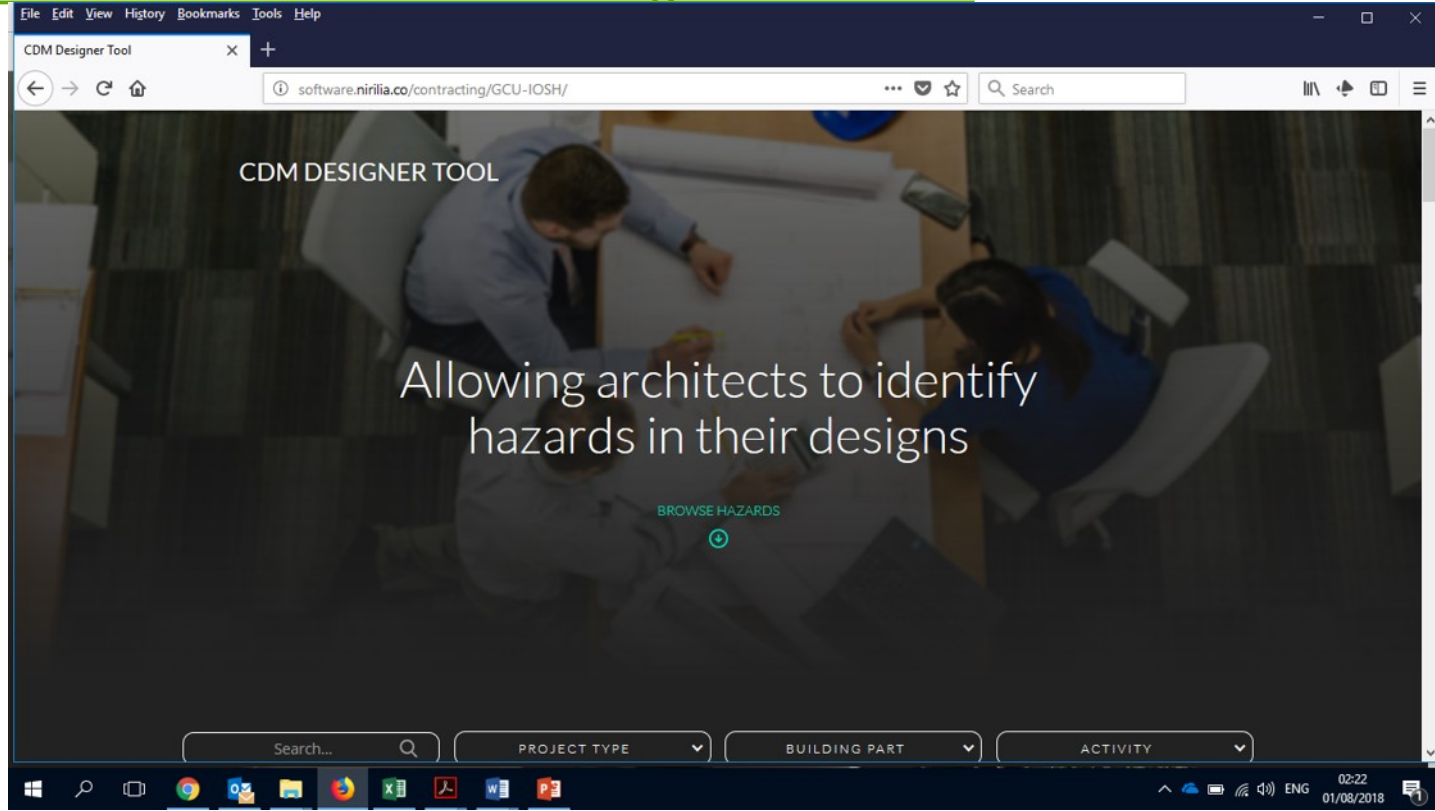 File Edit View History Bookmarks Tools Help
CDM Designer Tool
software.nirilia.co/contracting/GCU-IOSH/
Search
CDM DESIGNER TOOL
Allowing architects to identify
hazards in their designs
BROWSE HAZARDS
Search...
PROJECT TYPE
BUILDING PART
ACTIVITY
ENG
02:22
01/08/2018
1